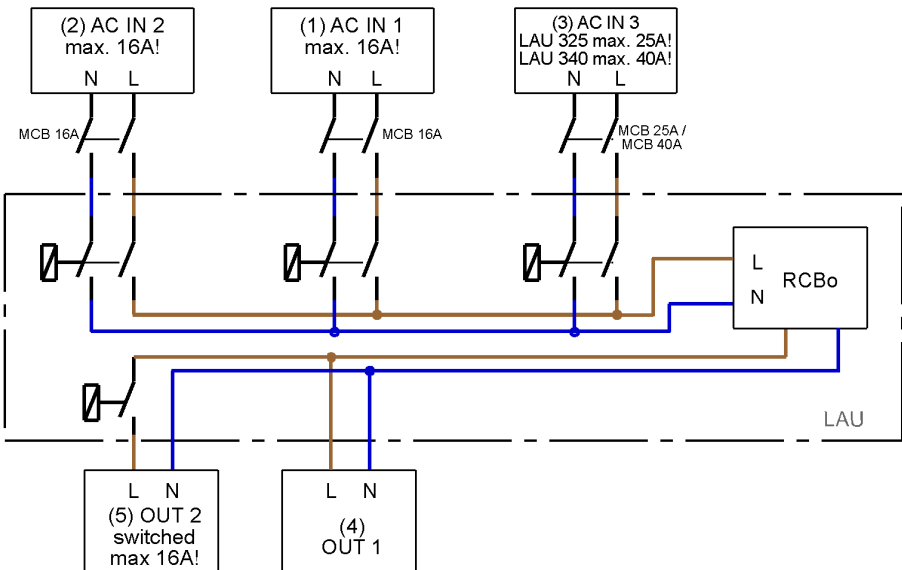 (2) AC IN 2
max. 16A!
N L
(1) AC IN 1
max. 16A!
N L
(3) AC IN 3
LAU 325 max. 25A!
LAU 340 max. 40A!
N L
MCB 16A
MCB 16A
MCB 25A /
MCB 40A
L
N
RCBo
LAU
L N
(5) OUT 2
switched
max 16A!
L N
(4)
OUT 1